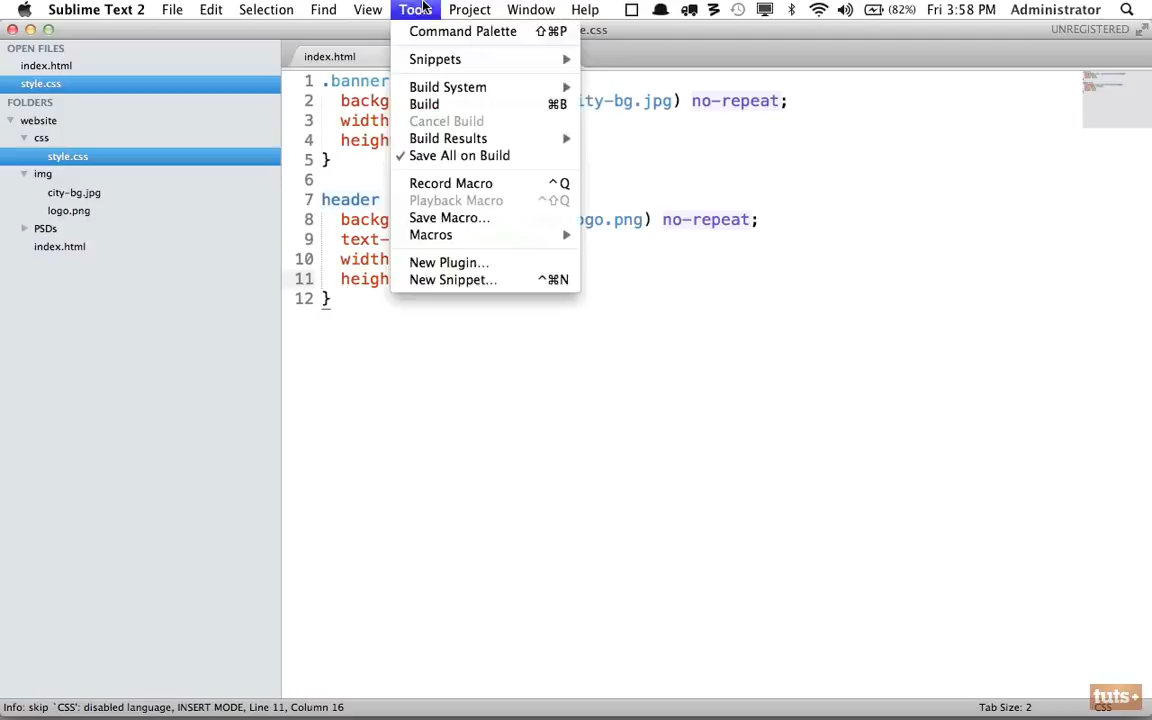 Sublime Text 2 File Edit Selection Find View Tools Project Window Help (82%) Fri 3:58 PM Administrator
e.css UNREGISTERED
OPEN FILES
index.html
style.css
FOLDERS
website
css
style.css
img
city-bg.jpg
logo.png
PSDs
index.html
index.html
1 .banner
2 backg ity-bg.jpg) no-repeat;
3 width
4 heigh
5 }
6
7 header
8 backg ogo.png) no-repeat;
9 text-
10 width
11 heigh
12 }
Command Palette ⇧⌘P
Snippets
Build System
Build ⌘B
Cancel Build
Build Results
✓ Save All on Build
Record Macro ^Q
Playback Macro ^⇧Q
Save Macro...
Macros
New Plugin...
New Snippet... ^⌘N
Info: skip `CSS': disabled language, INSERT MODE, Line 11, Column 16
Tab Size: 2
CSS
tuts+